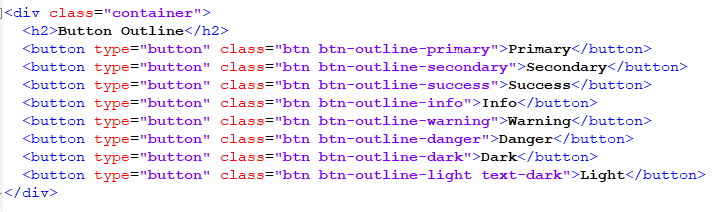 <div class="container">
<h2>Button Outline</h2>
<button type="button" class="btn btn-outline-primary">Primary</button>
<button type="button" class="btn btn-outline-secondary">Secondary</button>
<button type="button" class="btn btn-outline-success">Success</button>
<button type="button" class="btn btn-outline-info">Info</button>
<button type="button" class="btn btn-outline-warning">Warning</button>
<button type="button" class="btn btn-outline-danger">Danger</button>
<button type="button" class="btn btn-outline-dark">Dark</button>
<button type="button" class="btn btn-outline-light text-dark">Light</button>
</div>